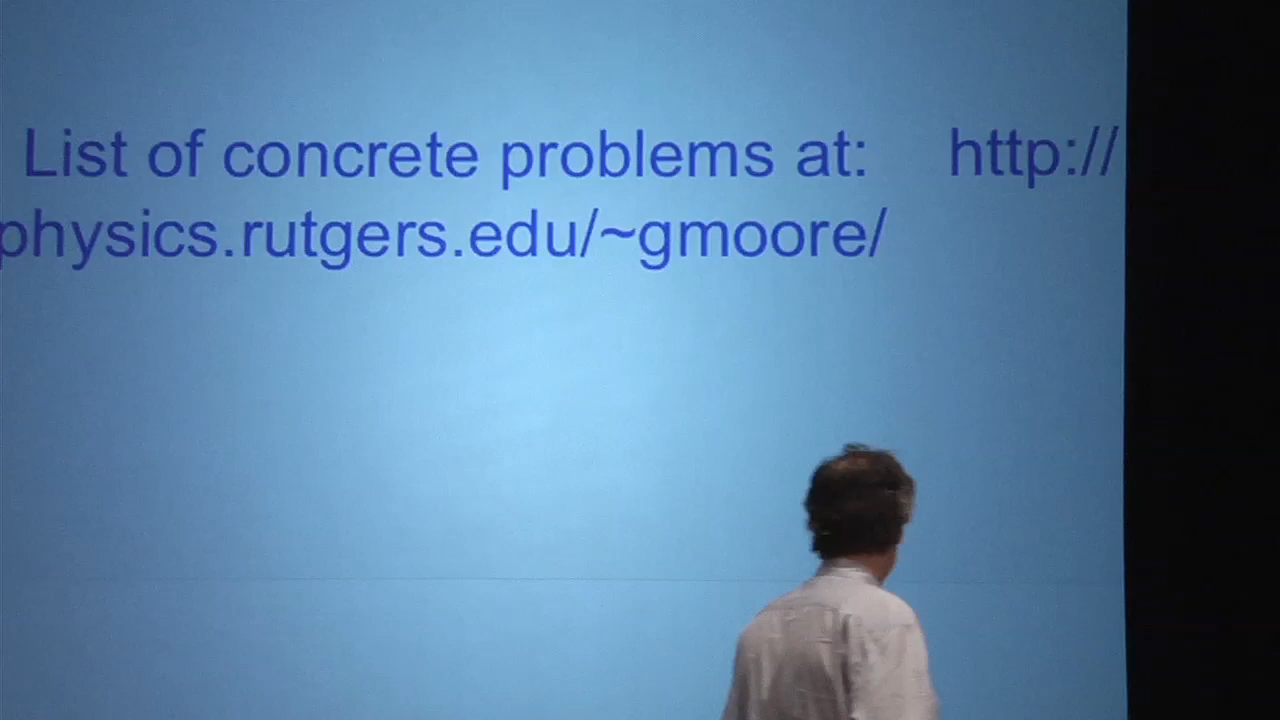 List of concrete problems at: http://
physics.rutgers.edu/~gmoore/